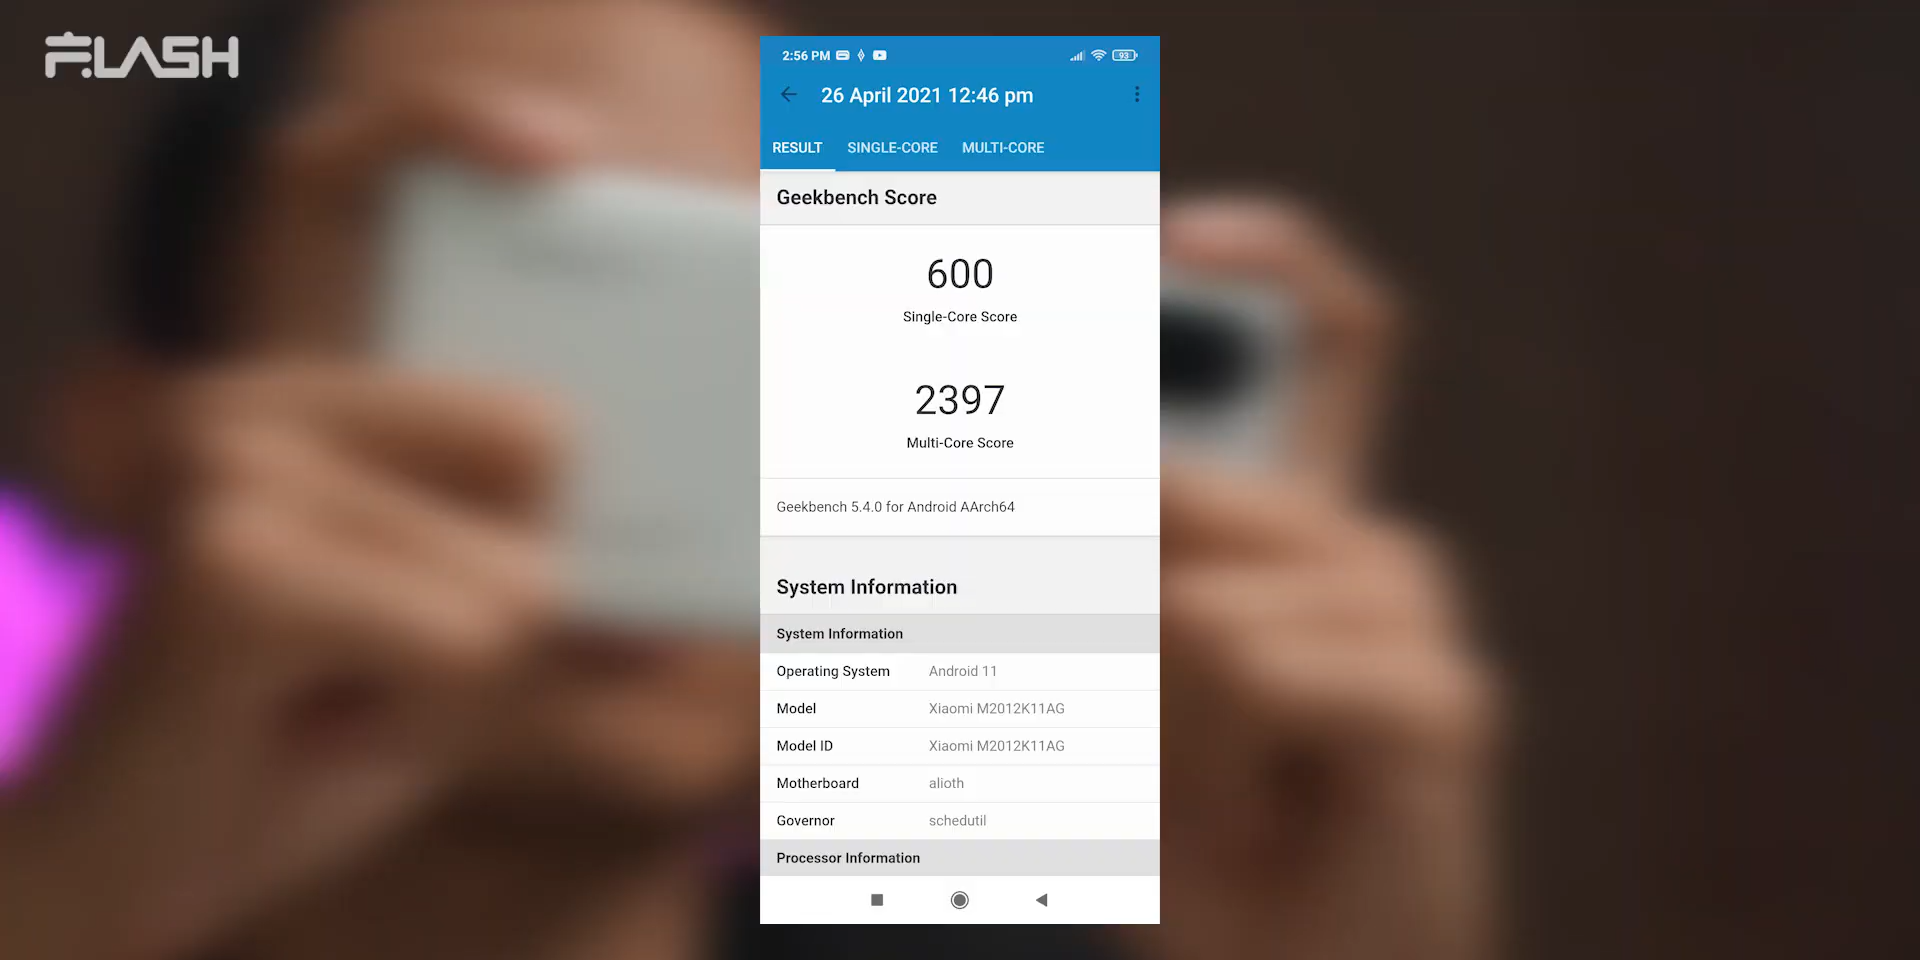 FLASH
2:56 PM 93
26 April 2021 12:46 pm
RESULT SINGLE-CORE MULTI-CORE
Geekbench Score
600
Single-Core Score
2397
Multi-Core Score
Geekbench 5.4.0 for Android AArch64
System Information
System Information
Operating System Android 11
Model Xiaomi M2012K11AG
Model ID Xiaomi M2012K11AG
Motherboard alioth
Governor schedutil
Processor Information